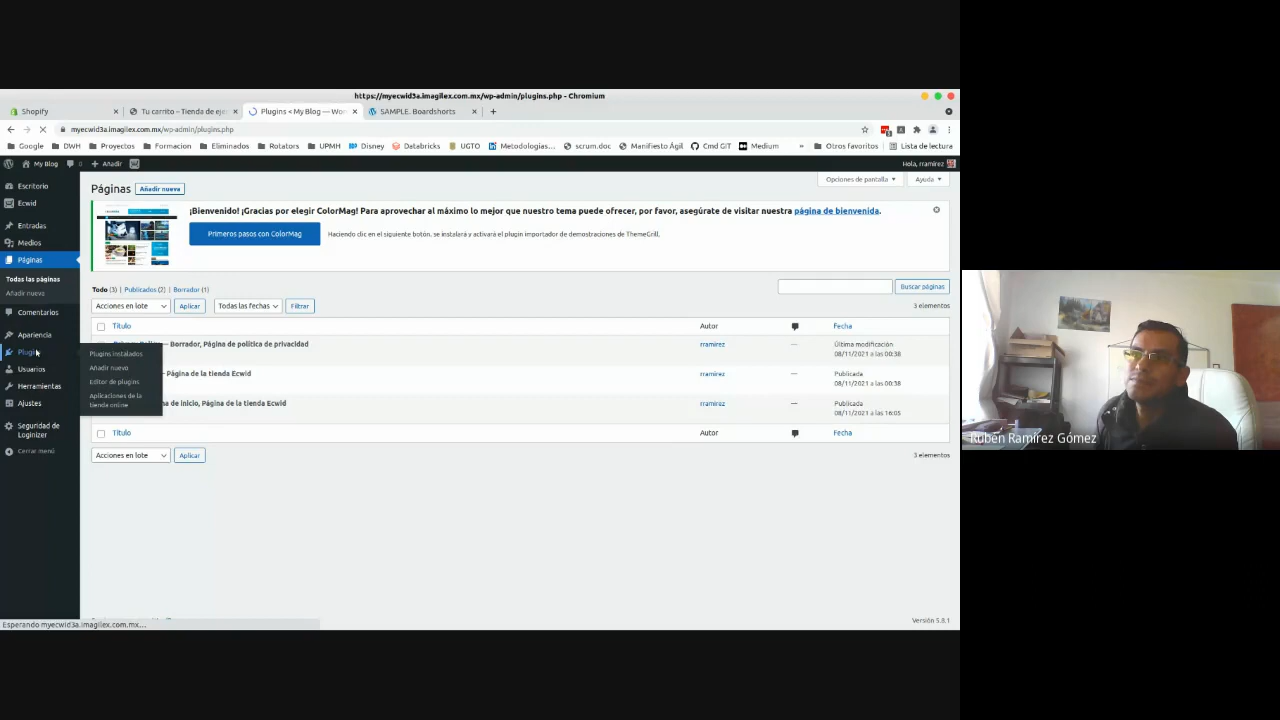 https://myecwid3a.imagilex.com.mx/wp-admin/plugins.php - Chromium
Shopify
Tu carrito – Tienda de eje
Plugins < My Blog — Wor
SAMPLE. Boardshorts
myecwid3a.imagilex.com.mx/wp-admin/plugins.php
Google
DWH
Proyectos
Formacion
Eliminados
Rotators
UPMH
Disney
Databricks
UGTO
Metodologías...
scrum.doc
Manifiesto Ágil
Cmd GIT
Medium
»
Otros favoritos
Lista de lectura
My Blog
0
Añadir
Hola, rramirez
Escritorio
Ecwid
Entradas
Medios
Páginas
Todas las páginas
Añadir nueva
Comentarios
Apariencia
Plugins
Usuarios
Herramientas
Ajustes
Seguridad de
Loginizer
Cerrar menú
Plugins instalados
Añadir nuevo
Editor de plugins
Aplicaciones de la
tienda online
Páginas
Añadir nueva
Opciones de pantalla
Ayuda
¡Bienvenido! ¡Gracias por elegir ColorMag! Para aprovechar al máximo lo mejor que nuestro tema puede ofrecer, por favor, asegúrate de visitar nuestra página de bienvenida.
Primeros pasos con ColorMag
Haciendo clic en el siguiente botón, se instalará y activará el plugin importador de demostraciones de ThemeGrill.
Todo (3) | Publicados (2) | Borrador (1)
Buscar páginas
Acciones en lote
Aplicar
Todas las fechas
Filtrar
3 elementos
Título
Autor
Fecha
— Borrador, Página de política de privacidad
rramirez
—
Última modificación
08/11/2021 a las 00:38
— Página de la tienda Ecwid
rramirez
—
Publicada
08/11/2021 a las 00:38
na de inicio, Página de la tienda Ecwid
rramirez
—
Publicada
08/11/2021 a las 16:05
Título
Autor
Fecha
Acciones en lote
Aplicar
3 elementos
Versión 5.8.1
Esperando myecwid3a.imagilex.com.mx...
Rubén Ramírez Gómez